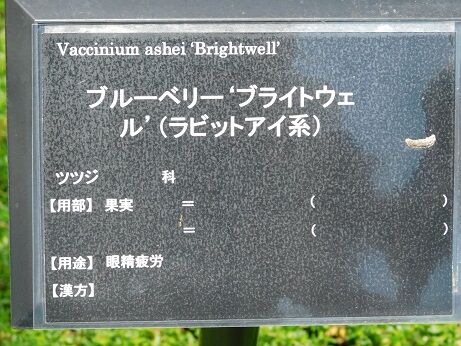 Vaccinium ashei ‘Brightwell’
ブルーベリー‘ブライトウェ
ル’（ラビットアイ系）
ツツジ 科
【用部】 果実 ＝ （ ）
＝ （ ）
【用途】 眼精疲労
【漢方】